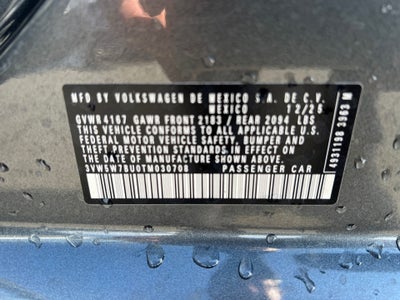 MFD BY VOLKSWAGEN DE MEXICO S.A. DE C.V.
MEXICO 12/25
GVWR 4167 GAWR FRONT 2183 / REAR 2094 LBS
THIS VEHICLE CONFORMS TO ALL APPLICABLE U.S.
FEDERAL MOTOR VEHICLE SAFETY, BUMPER AND
THEFT PREVENTION STANDARDS IN EFFECT ON
THE DATE OF MANUFACTURE SHOWN ABOVE.
3VW5W7BU0TM030708 PASSENGER CAR